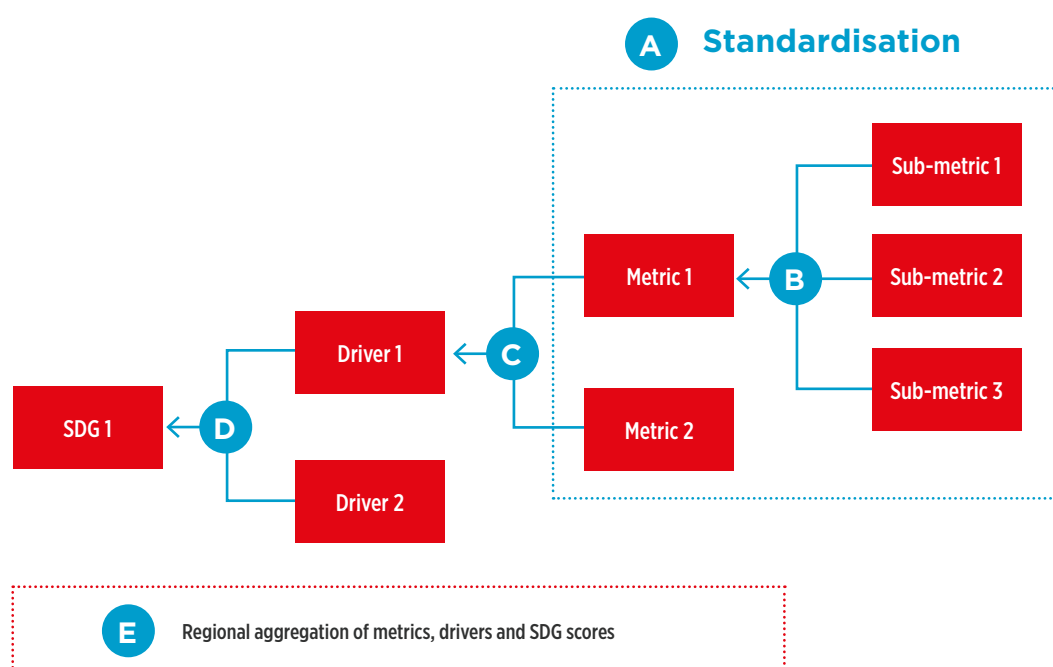 A Standardisation
Sub-metric 1
Metric 1
B
Sub-metric 2
Driver 1
C
Sub-metric 3
SDG 1
D
Metric 2
Driver 2
E Regional aggregation of metrics, drivers and SDG scores